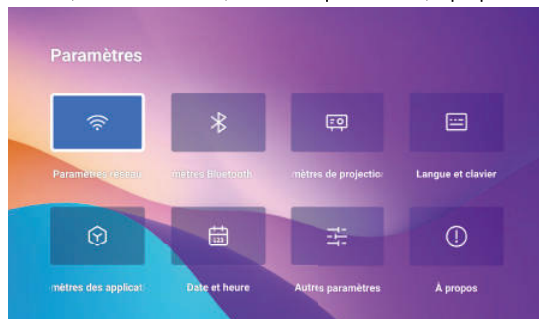 Paramètres
Paramètres réseau
mètres Bluetooth
mètres de projection
Langue et clavier
mètres des applicat
Date et heure
Autres paramètres
À propos